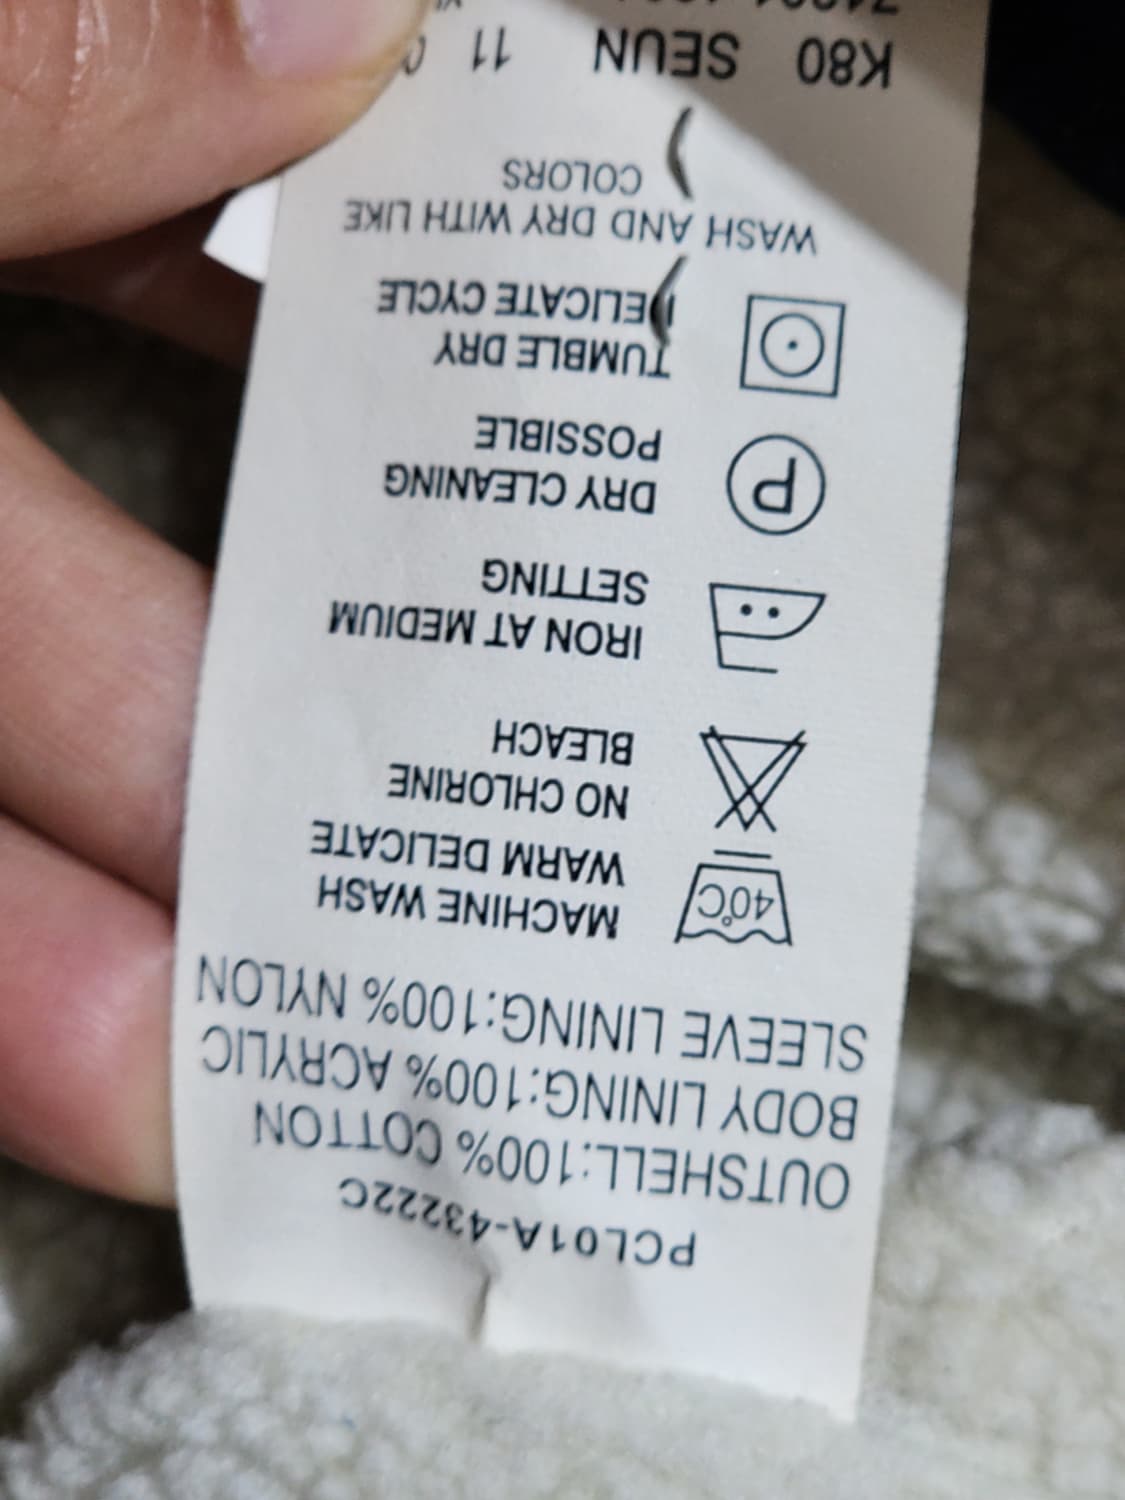 PCL01A-43222C
OUTSHELL:100% COTTON
BODY LINING:100% ACRYLIC
SLEEVE LINING:100% NYLON
40°C
MACHINE WASH
WARM DELICATE
NO CHLORINE
BLEACH
IRON AT MEDIUM
SETTING
P
DRY CLEANING
POSSIBLE
TUMBLE DRY
DELICATE CYCLE
WASH AND DRY WITH LIKE
COLORS
K80 SEUN 11